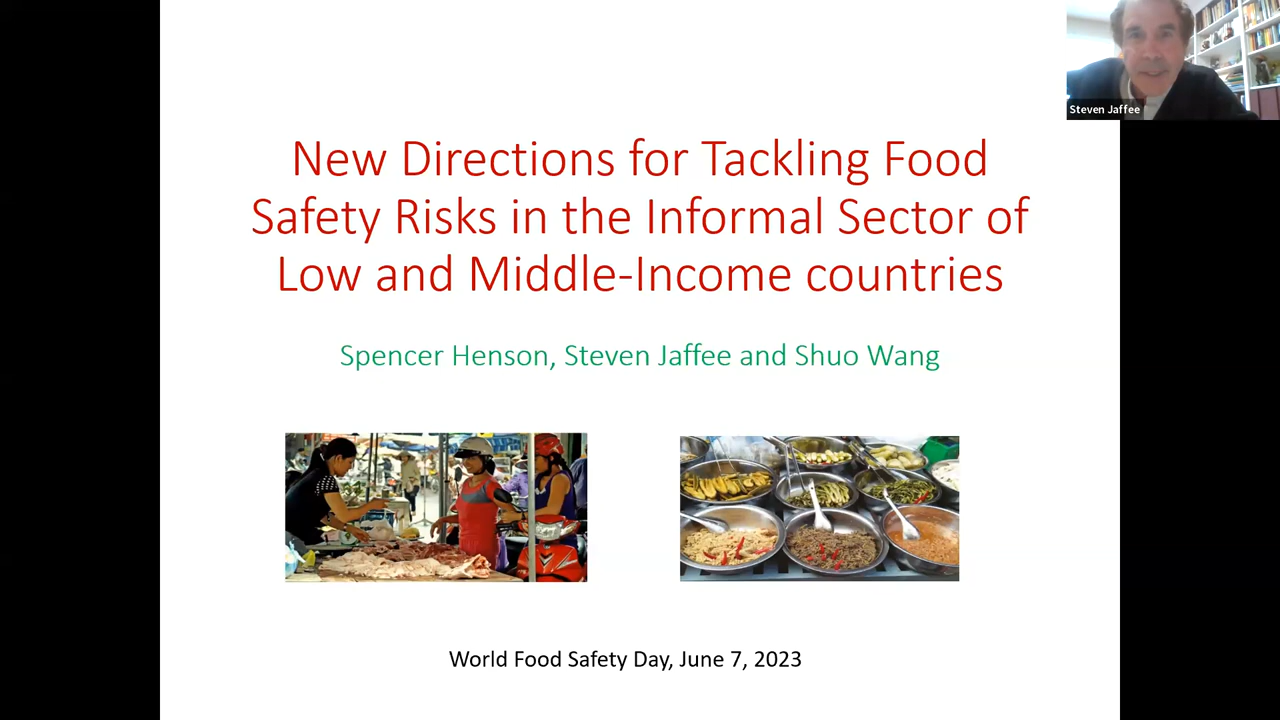 Steven Jaffee
New Directions for Tackling Food
Safety Risks in the Informal Sector of
Low and Middle-Income countries
Spencer Henson, Steven Jaffee and Shuo Wang
World Food Safety Day, June 7, 2023